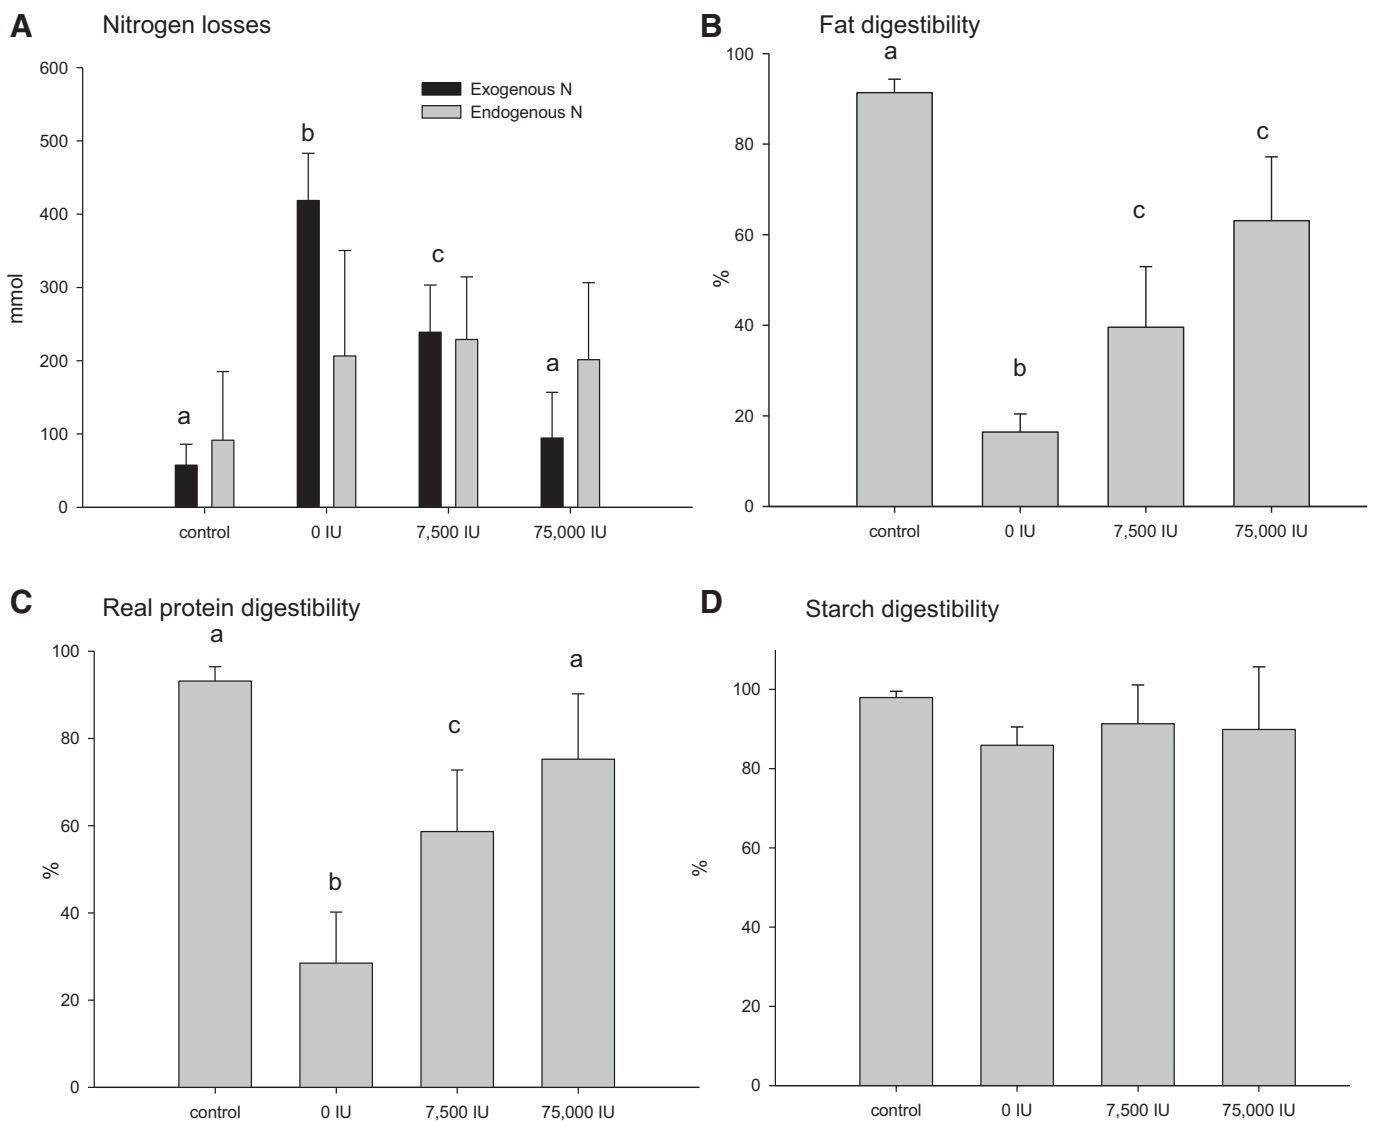 A Nitrogen losses
600
500
400
300
200
100
0
mmol
Exogenous N
Endogenous N
a
b
c
a
control 0 IU 7,500 IU 75,000 IU
B Fat digestibility
100
80
60
40
20
0
%
a
b
c
c
control 0 IU 7,500 IU 75,000 IU
C Real protein digestibility
100
80
60
40
20
0
%
a
b
c
a
control 0 IU 7,500 IU 75,000 IU
D Starch digestibility
100
80
60
40
20
0
%
control 0 IU 7,500 IU 75,000 IU